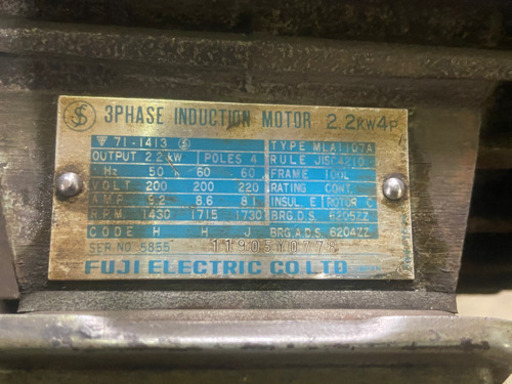 3PHASE INDUCTION MOTOR 2.2KW4P
71-1413 TYPE MLA1107A
OUTPUT 2.2 KW POLES 4 RULE JISC4210
Hz 50 60 60 FRAME 100L
VOLT 200 200 220 RATING CONT.
AMP 9.2 8.6 8.1 INSUL. E ROTOR C
RPM 1430 1715 1730 BRG.D.S. 6205ZZ
CODE H H J BRG.A.D.S. 6204ZZ
SER NO. 5855
FUJI ELECTRIC CO LTD